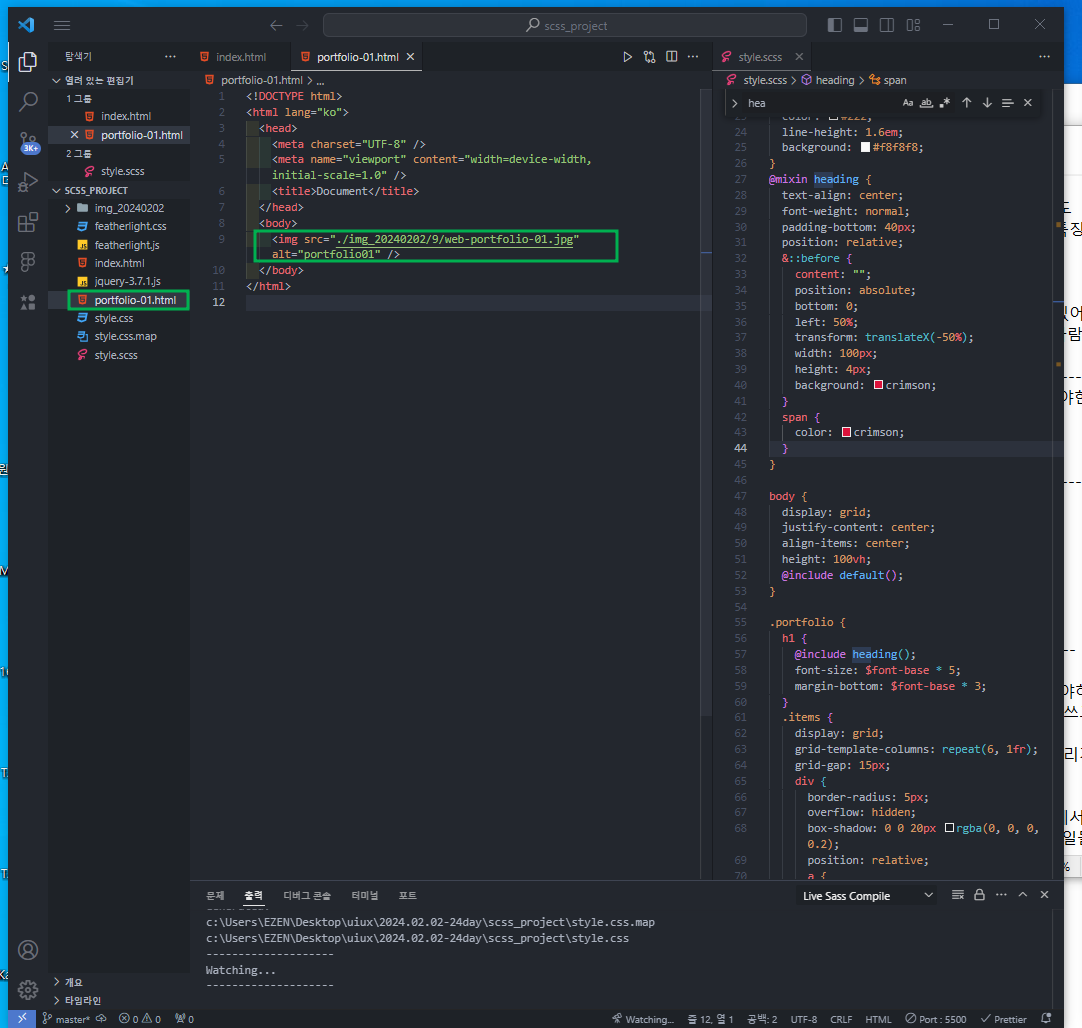 scss_project
탐색기
열려 있는 편집기
1 그룹
index.html
portfolio-01.html
2 그룹
style.scss
SCSS_PROJECT
img_20240202
featherlight.css
featherlight.js
index.html
jquery-3.7.1.js
portfolio-01.html
style.css
style.css.map
style.scss
3K+
개요
타임라인
index.html
portfolio-01.html
portfolio-01.html > ...
1 <!DOCTYPE html>
2 <html lang="ko">
3 <head>
4 <meta charset="UTF-8" />
5 <meta name="viewport" content="width=device-width,
initial-scale=1.0" />
6 <title>Document</title>
7 </head>
8 <body>
9 <img src="./img_20240202/9/web-portfolio-01.jpg"
alt="portfolio01" />
10 </body>
11 </html>
12
style.scss
style.scss > heading > span
hea
Aa ab .*
24 line-height: 1.6em;
25 background: #f8f8f8;
26 }
27 @mixin heading {
28 text-align: center;
29 font-weight: normal;
30 padding-bottom: 40px;
31 position: relative;
32 &::before {
33 content: "";
34 position: absolute;
35 bottom: 0;
36 left: 50%;
37 transform: translateX(-50%);
38 width: 100px;
39 height: 4px;
40 background: crimson;
41 }
42 span {
43 color: crimson;
44 }
45 }
46
47 body {
48 display: grid;
49 justify-content: center;
50 align-items: center;
51 height: 100vh;
52 @include default();
53 }
54
55 .portfolio {
56 h1 {
57 @include heading();
58 font-size: $font-base * 5;
59 margin-bottom: $font-base * 3;
60 }
61 .items {
62 display: grid;
63 grid-template-columns: repeat(6, 1fr);
64 grid-gap: 15px;
65 div {
66 border-radius: 5px;
67 overflow: hidden;
68 box-shadow: 0 0 20px rgba(0, 0, 0,
0.2);
69 position: relative;
70 a {
문제 출력 디버그 콘솔 터미널 포트
Live Sass Compile
c:\Users\EZEN\Desktop\uiux\2024.02.02-24day\scss_project\style.css.map
c:\Users\EZEN\Desktop\uiux\2024.02.02-24day\scss_project\style.css
--------------------
Watching...
--------------------
master* 0 0 0 Watching... 줄 12, 열 1 공백: 2 UTF-8 CRLF HTML Port : 5500 Prettier